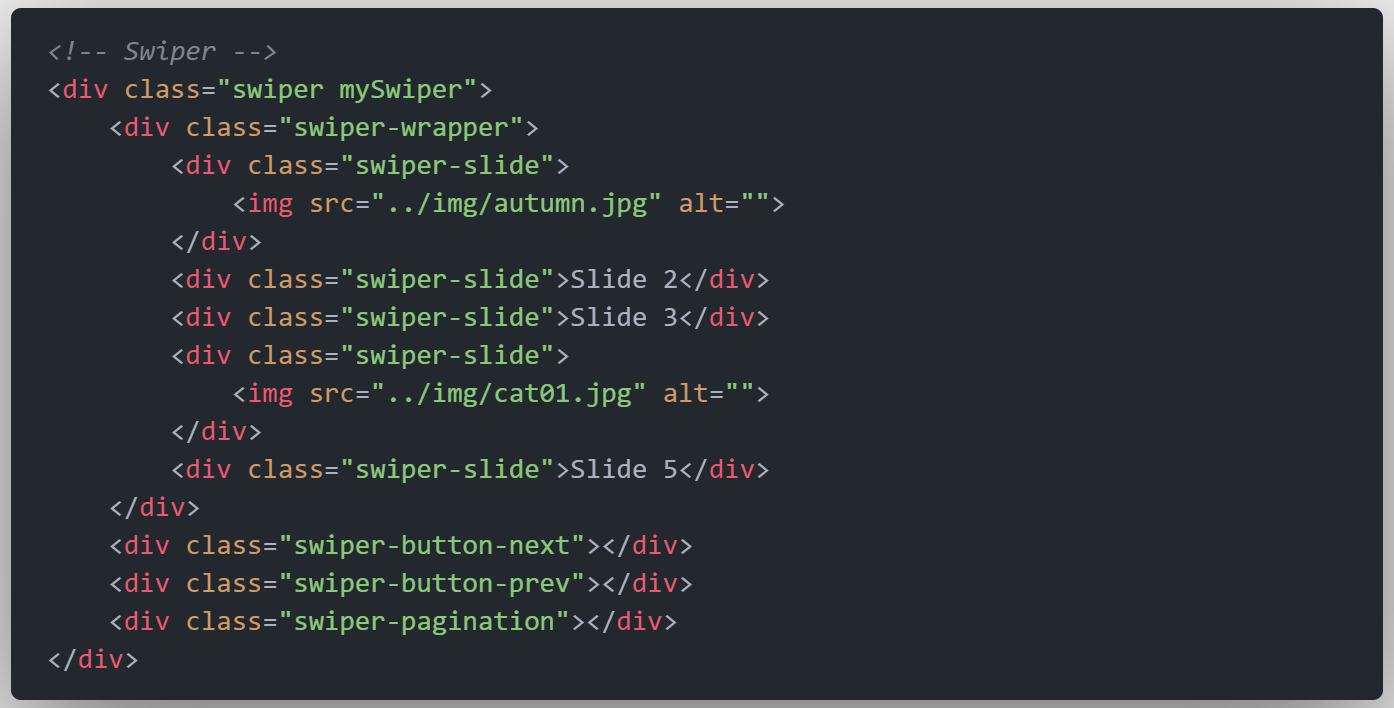 <!-- Swiper -->
<div class="swiper mySwiper">
    <div class="swiper-wrapper">
        <div class="swiper-slide">
            <img src="../img/autumn.jpg" alt="">
        </div>
        <div class="swiper-slide">Slide 2</div>
        <div class="swiper-slide">Slide 3</div>
        <div class="swiper-slide">
            <img src="../img/cat01.jpg" alt="">
        </div>
        <div class="swiper-slide">Slide 5</div>
    </div>
    <div class="swiper-button-next"></div>
    <div class="swiper-button-prev"></div>
    <div class="swiper-pagination"></div>
</div>